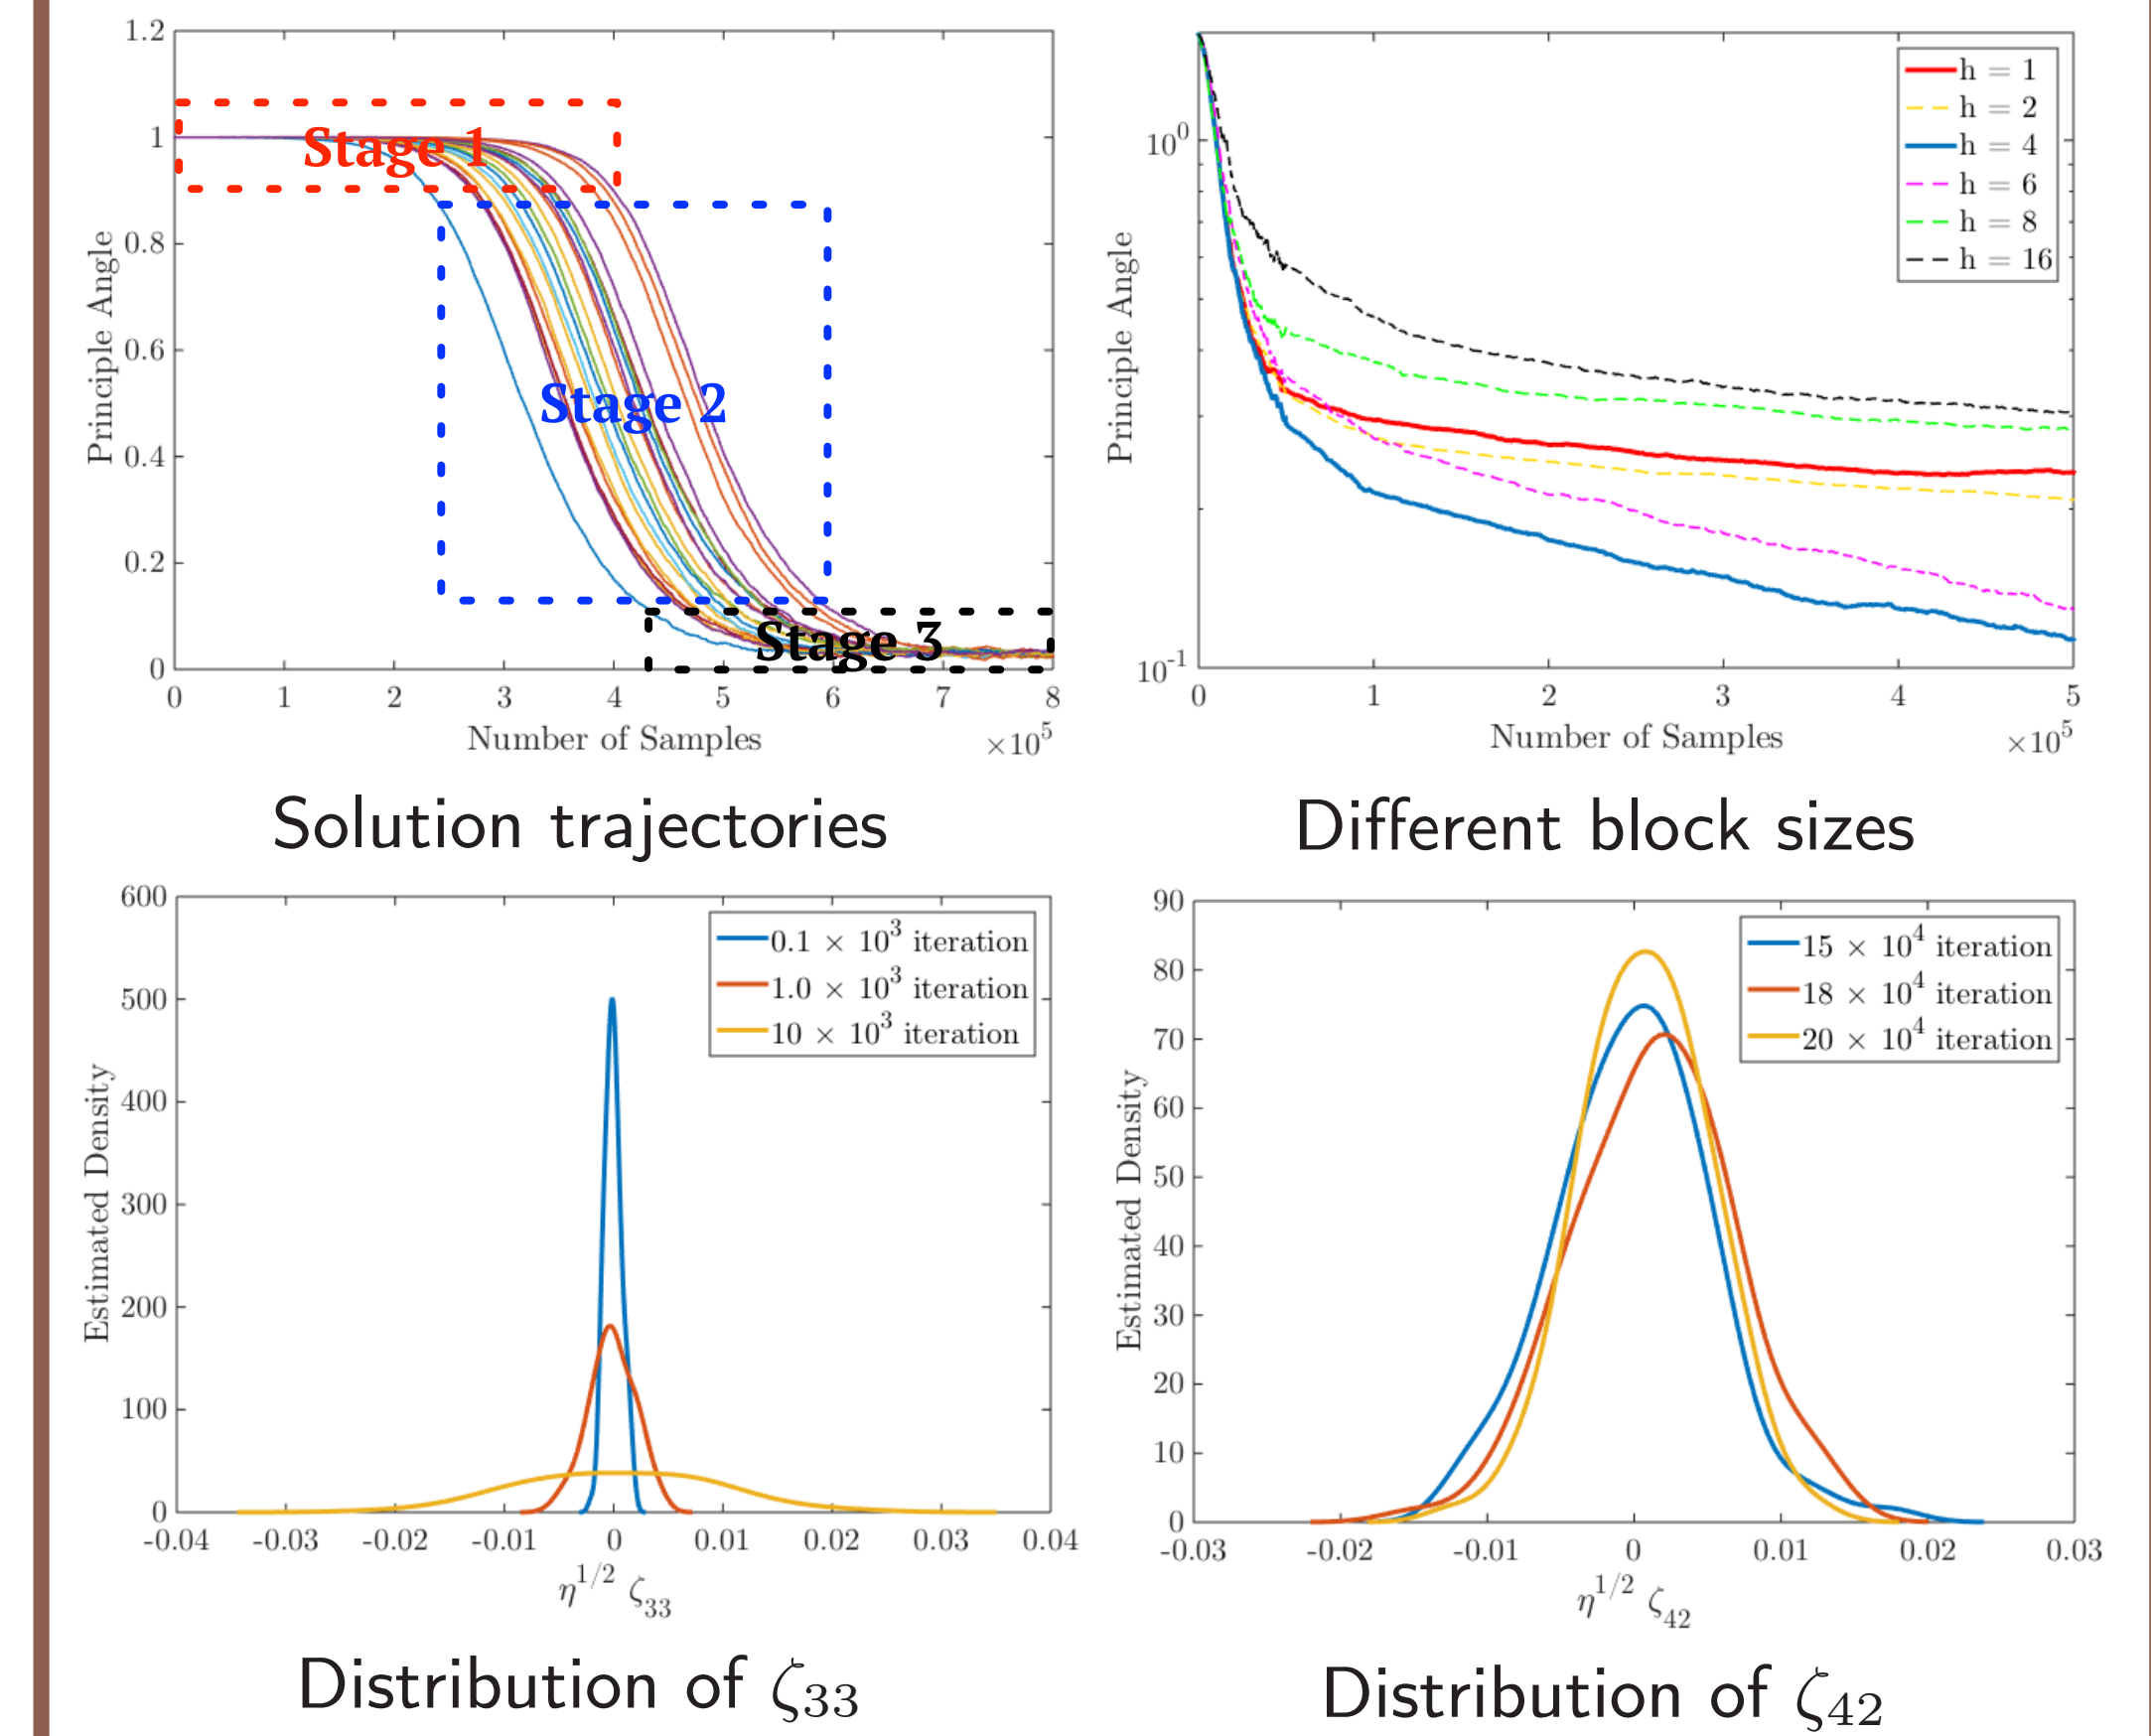 1.2
1
0.8
0.6
0.4
0.2
0
Principle Angle
Stage 1
Stage 2
Stage 3
0 1 2 3 4 5 6 7 8
Number of Samples
×10^5
Solution trajectories
10^0
10^-1
Principle Angle
h = 1
h = 2
h = 4
h = 6
h = 8
h = 16
0 1 2 3 4 5
Number of Samples
×10^5
Different block sizes
600
500
400
300
200
100
0
Estimated Density
0.1 × 10^3 iteration
1.0 × 10^3 iteration
10 × 10^3 iteration
-0.04 -0.03 -0.02 -0.01 0 0.01 0.02 0.03 0.04
η^1/2 ζ_33
Distribution of ζ_33
90
80
70
60
50
40
30
20
10
0
Estimated Density
15 × 10^4 iteration
18 × 10^4 iteration
20 × 10^4 iteration
-0.03 -0.02 -0.01 0 0.01 0.02 0.03
η^1/2 ζ_42
Distribution of ζ_42